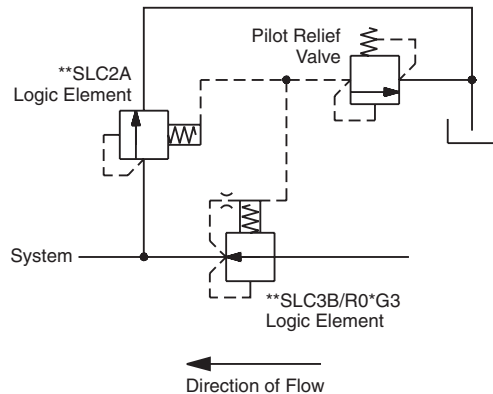 Pilot Relief
Valve
**SLC2A
Logic Element
System
**SLC3B/R0*G3
Logic Element
Direction of Flow